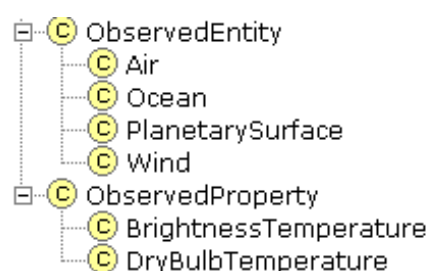 C ObservedEntity
C Air
C Ocean
C PlanetarySurface
C Wind
C ObservedProperty
C BrightnessTemperature
C DryBulbTemperature